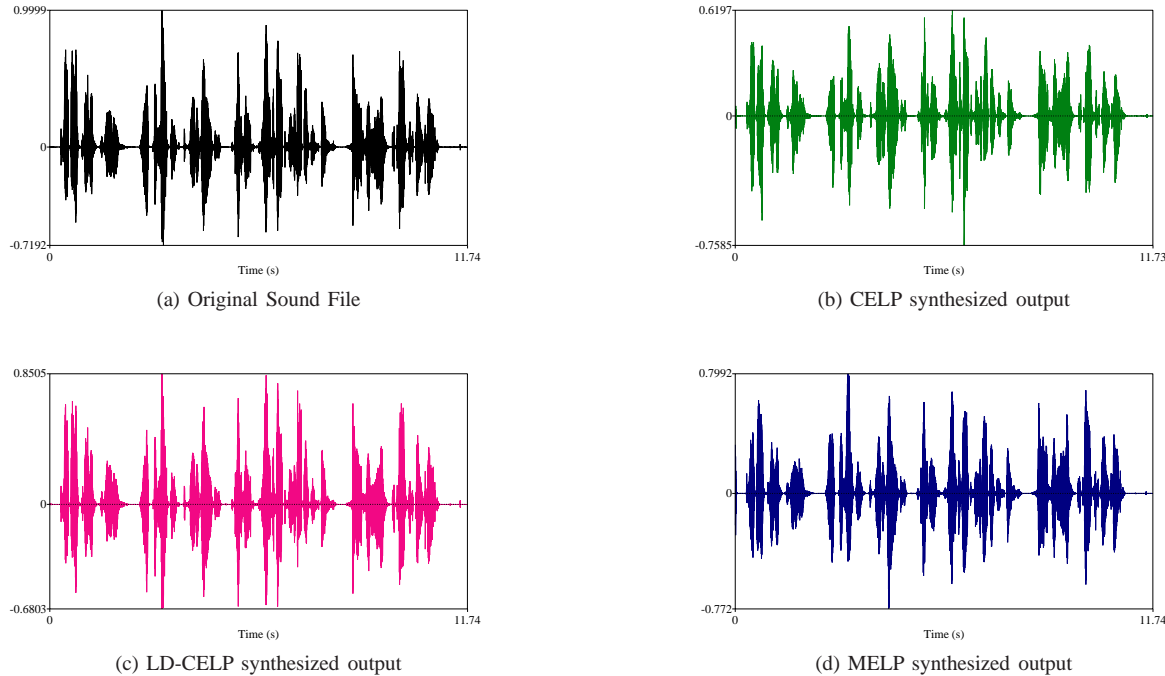 0.9999
0
-0.7192
0
11.74
Time (s)
(a) Original Sound File
0.6197
0
-0.7585
0
11.73
Time (s)
(b) CELP synthesized output
0.8505
0
-0.6803
0
11.74
Time (s)
(c) LD-CELP synthesized output
0.7992
0
-0.772
0
11.74
Time (s)
(d) MELP synthesized output